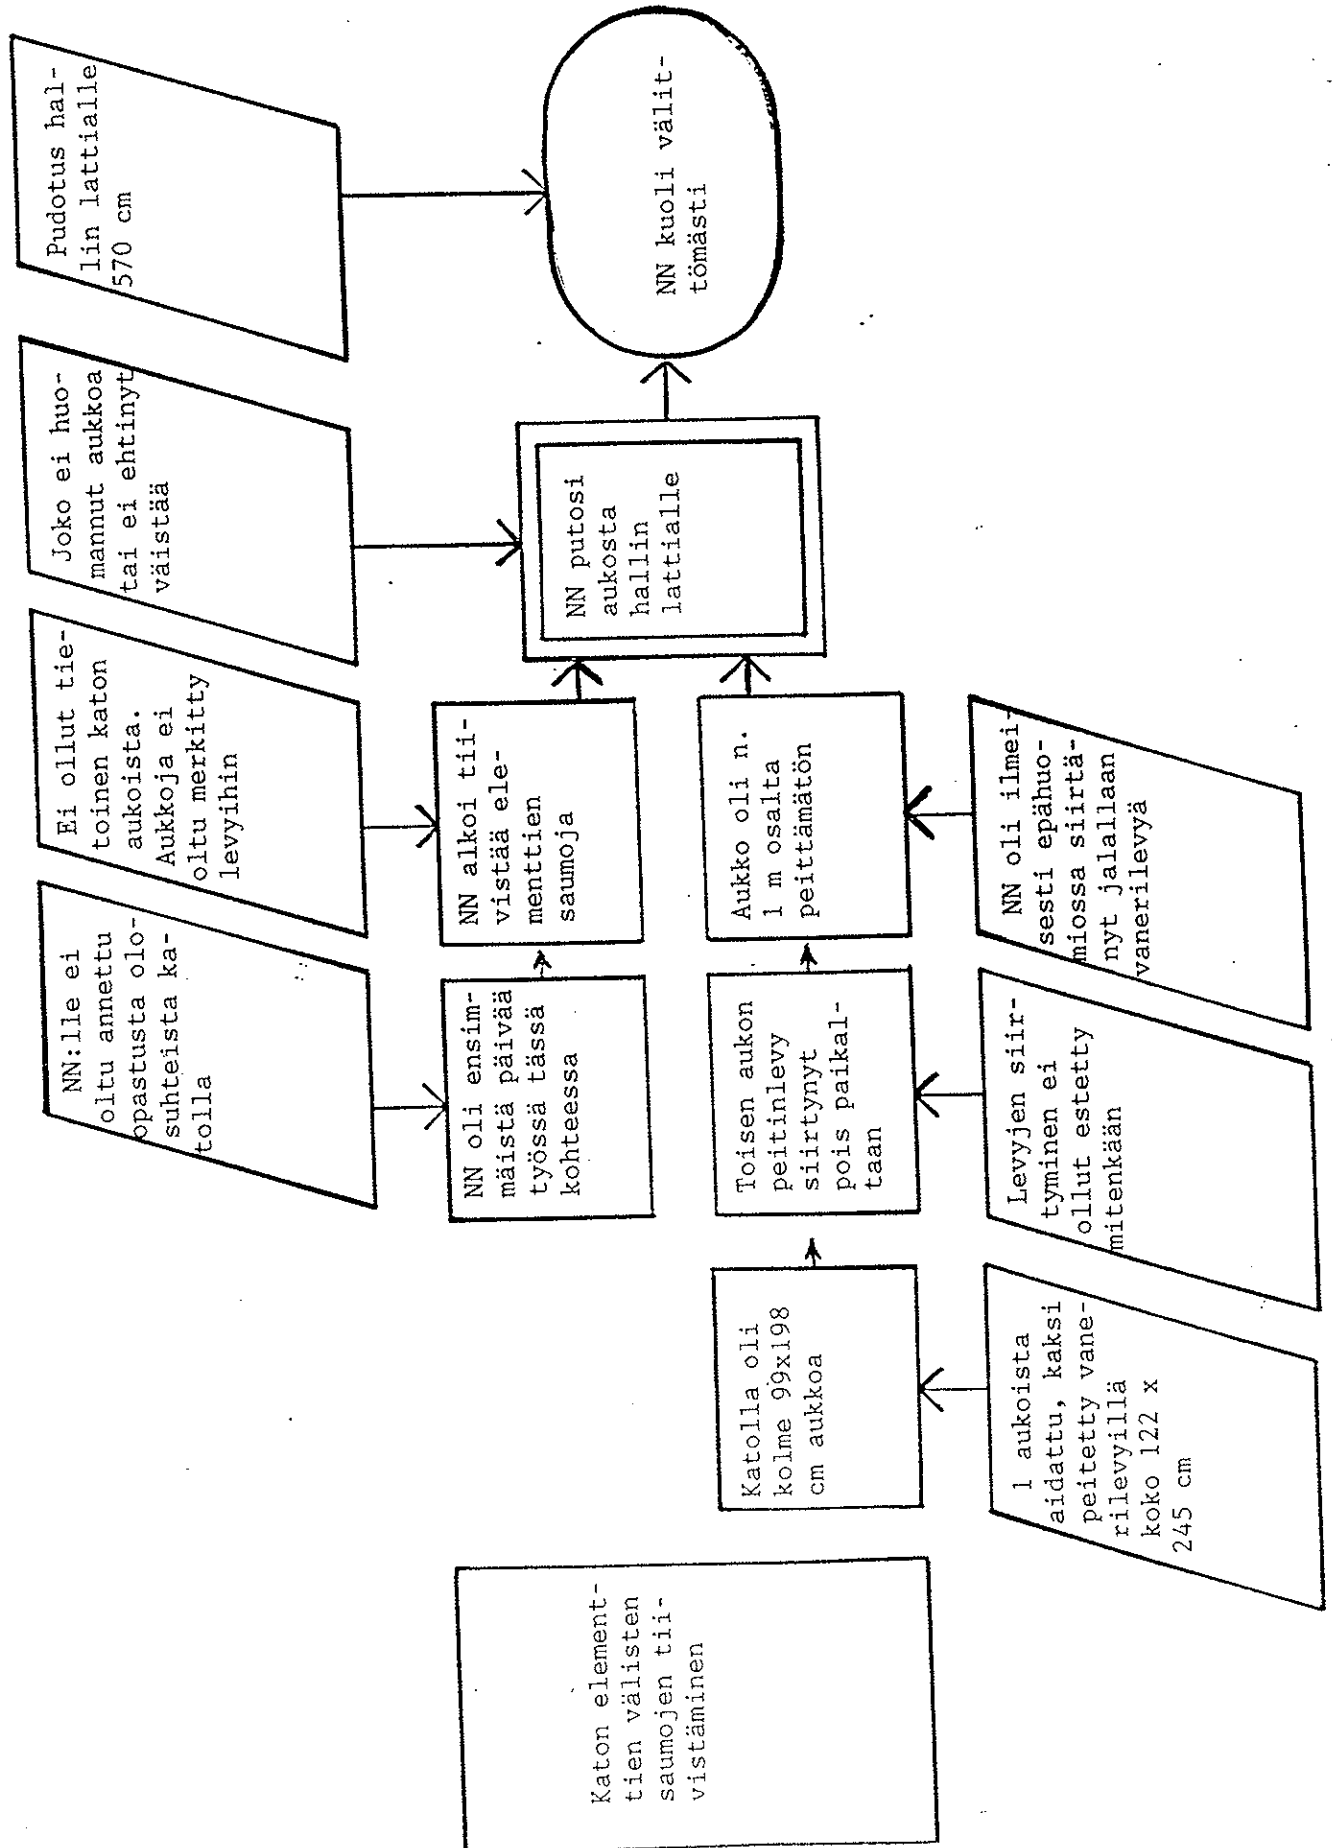 Katon element-
tien välisten
saumojen tii-
vistäminen
NN:lle ei
oltu annettu
opastusta olo-
suhteista ka-
tolla
Ei ollut tie-
toinen katon
aukoista.
Aukkoja ei
oltu merkitty
levyihin
Joko ei huo-
mannut aukkoa
tai ei ehtinyt
väistää
Pudotus hal-
lin lattialle
570 cm
NN oli ensim-
mäistä päivää
työssä tässä
kohteessa
NN alkoi tii-
vistää ele-
menttien
saumoja
NN putosi
aukosta
hallin
lattialle
NN kuoli välit-
tömästi
Katolla oli
kolme 99x198
cm aukkoa
Toisen aukon
peitinlevy
siirtynyt
pois paikal-
taan
Aukko oli n.
1 m osalta
peittämätön
1 aukoista
aidattu, kaksi
peitetty vane-
rilevyillä
koko 122 x
245 cm
Levyjen siir-
tyminen ei
ollut estetty
mitenkään
NN oli ilmei-
sesti epähuo-
miossa siirtä-
nyt jalallaan
vanerilevyä